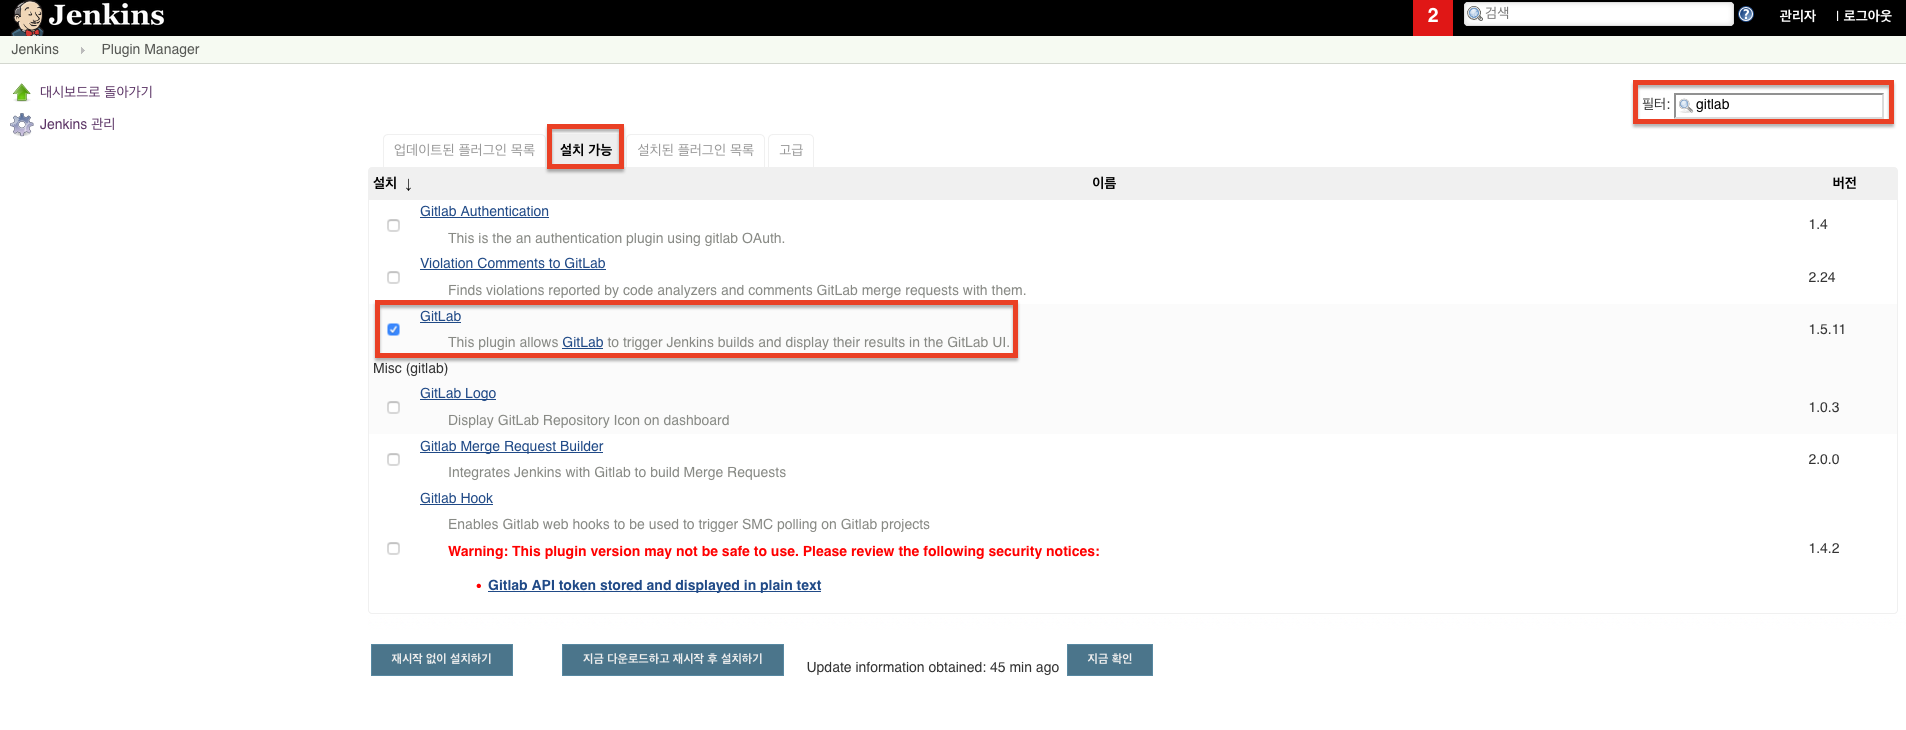 Jenkins
2
검색
관리자
| 로그아웃
Jenkins
Plugin Manager
대시보드로 돌아가기
Jenkins 관리
필터:
gitlab
업데이트된 플러그인 목록
설치 가능
설치된 플러그인 목록
고급
설치 ↓
이름
버전
Gitlab Authentication
This is the an authentication plugin using gitlab OAuth.
1.4
Violation Comments to GitLab
Finds violations reported by code analyzers and comments GitLab merge requests with them.
2.24
GitLab
This plugin allows GitLab to trigger Jenkins builds and display their results in the GitLab UI.
1.5.11
Misc (gitlab)
GitLab Logo
Display GitLab Repository Icon on dashboard
1.0.3
Gitlab Merge Request Builder
Integrates Jenkins with Gitlab to build Merge Requests
2.0.0
Gitlab Hook
Enables Gitlab web hooks to be used to trigger SMC polling on Gitlab projects
Warning: This plugin version may not be safe to use. Please review the following security notices:
• Gitlab API token stored and displayed in plain text
1.4.2
재시작 없이 설치하기
지금 다운로드하고 재시작 후 설치하기
Update information obtained: 45 min ago
지금 확인